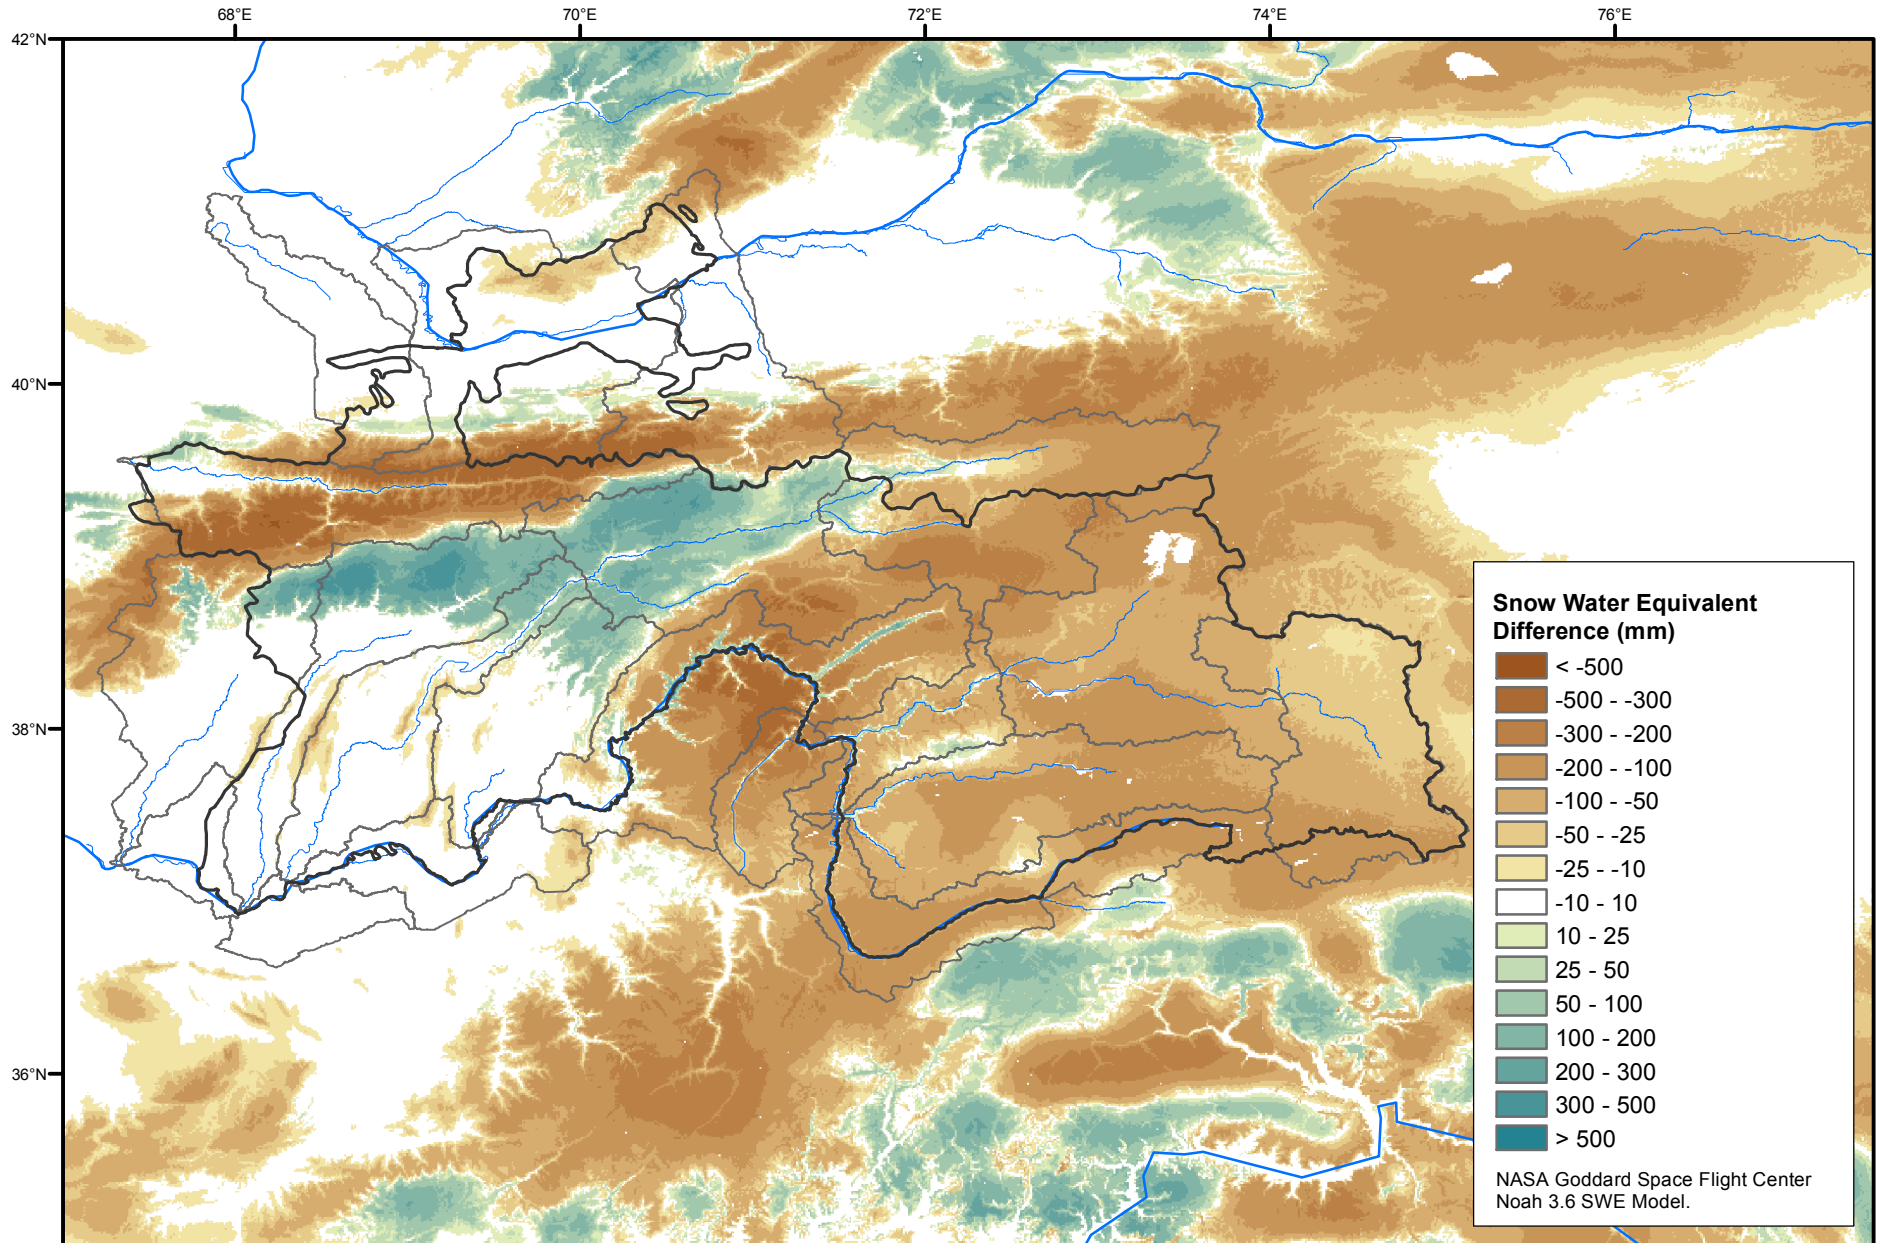 68°E 70°E 72°E 74°E 76°E
42°N
40°N
38°N
36°N
Snow Water Equivalent
Difference (mm)
< -500
-500 - -300
-300 - -200
-200 - -100
-100 - -50
-50 - -25
-25 - -10
-10 - 10
10 - 25
25 - 50
50 - 100
100 - 200
200 - 300
300 - 500
> 500
NASA Goddard Space Flight Center
Noah 3.6 SWE Model.